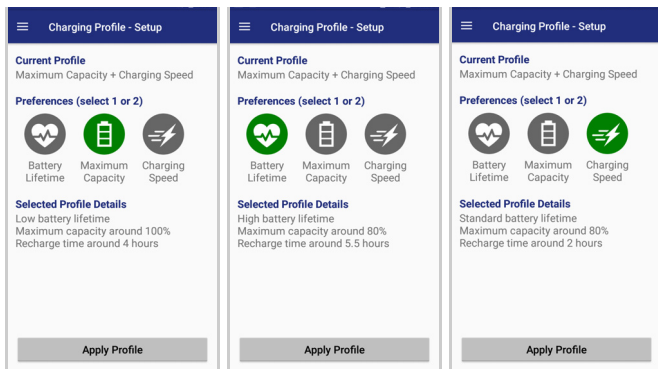 Charging Profile - Setup
Current Profile
Maximum Capacity + Charging Speed
Preferences (select 1 or 2)
Battery Lifetime
Maximum Capacity
Charging Speed
Selected Profile Details
Low battery lifetime
Maximum capacity around 100%
Recharge time around 4 hours
Apply Profile
Charging Profile - Setup
Current Profile
Maximum Capacity + Charging Speed
Preferences (select 1 or 2)
Battery Lifetime
Maximum Capacity
Charging Speed
Selected Profile Details
High battery lifetime
Maximum capacity around 80%
Recharge time around 5.5 hours
Apply Profile
Charging Profile - Setup
Current Profile
Maximum Capacity + Charging Speed
Preferences (select 1 or 2)
Battery Lifetime
Maximum Capacity
Charging Speed
Selected Profile Details
Standard battery lifetime
Maximum capacity around 80%
Recharge time around 2 hours
Apply Profile